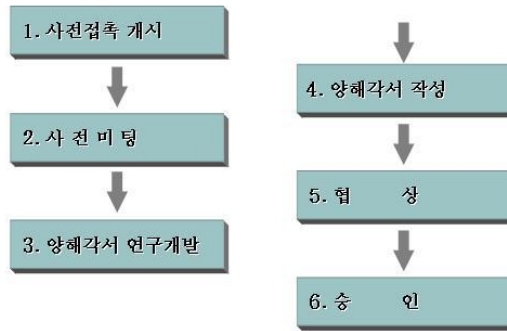 1. 사전접촉 개시
2. 사 전 미 팅
3. 양해각서 연구개발
4. 양해각서 작성
5. 협 상
6. 승 인